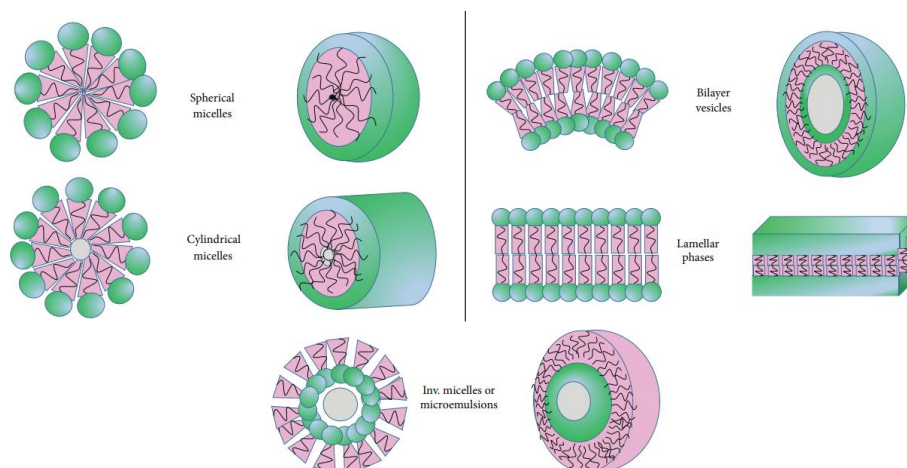 Spherical
micelles
Bilayer
vesicles
Cylindrical
micelles
Lamellar
phases
Inv. micelles or
microemulsions